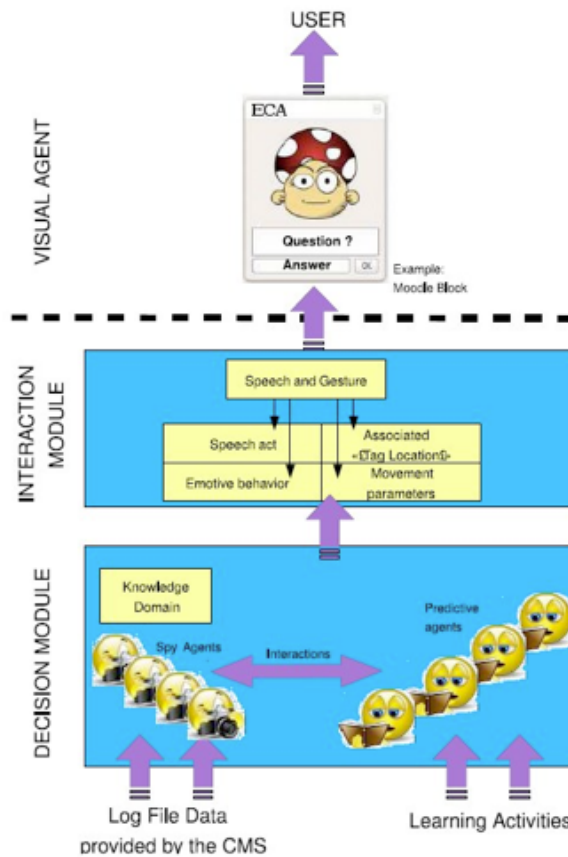 USER
VISUAL AGENT
ECA
Question ?
Answer
OK
Example:
Moodle Block
INTERACTION
MODULE
Speech and Gesture
Speech act
Associated
«Tag Location»
Emotive behavior
Movement
parameters
DECISION MODULE
Knowledge
Domain
Spy Agents
Interactions
Predictive
agents
Log File Data
provided by the CMS
Learning Activities